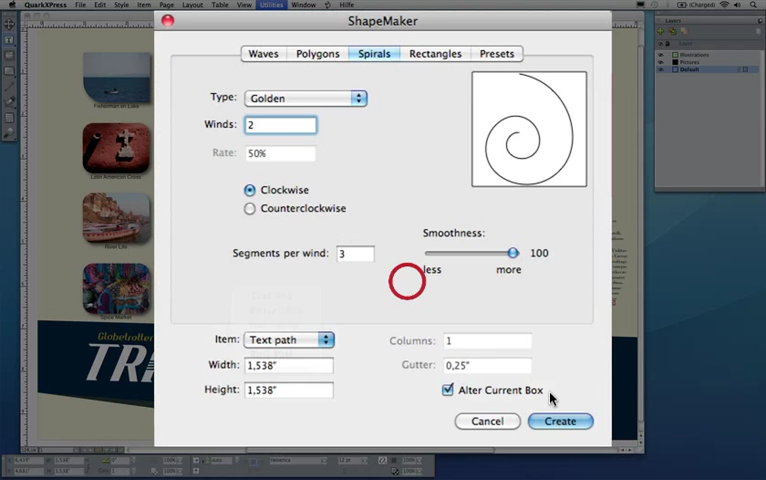 QuarkXPress File Edit Style Item Page Layout Table View Utilities Window Hilfe
ShapeMaker
Waves Polygons Spirals Rectangles Presets
Type: Golden
Winds: 2
Rate: 50%
Clockwise
Counterclockwise
Smoothness:
Segments per wind: 3
100
less more
Item: Text path
Columns: 1
Width: 1,538"
Gutter: 0,25"
Height: 1,538"
Alter Current Box
Cancel Create
Layers
Pictures
Default
Fisherman on Lake
Latin American Cross
River Life
Spice Market
Globetrotter
TR